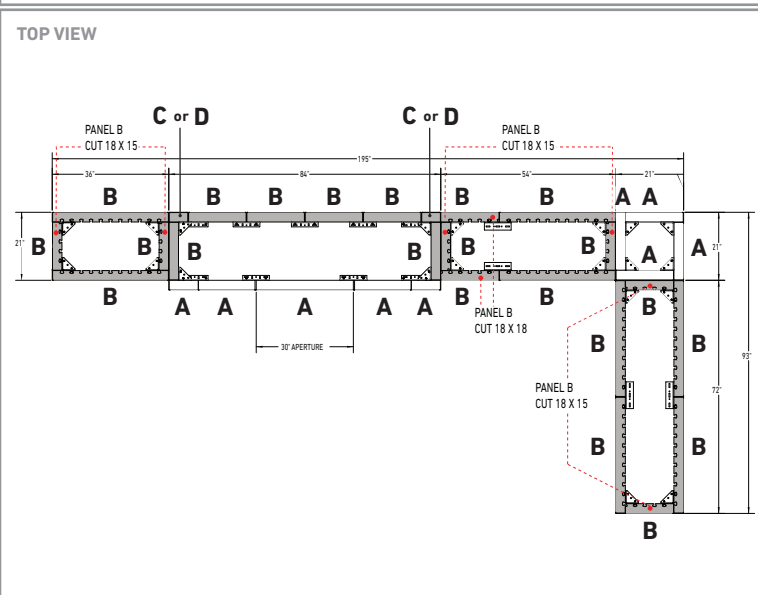 TOP VIEW
C or D
C or D
PANEL B
CUT 18 X 15
PANEL B
CUT 18 X 15
195"
36"
84"
54"
21"
B
B
B
B
B
B
B
A
A
21"
B
B
B
B
B
B
A
A
21"
B
B
B
B
A
A
A
A
A
PANEL B
CUT 18 X 18
30" APERTURE
B
B
PANEL B
CUT 18 X 15
72"
93"
B
B
B